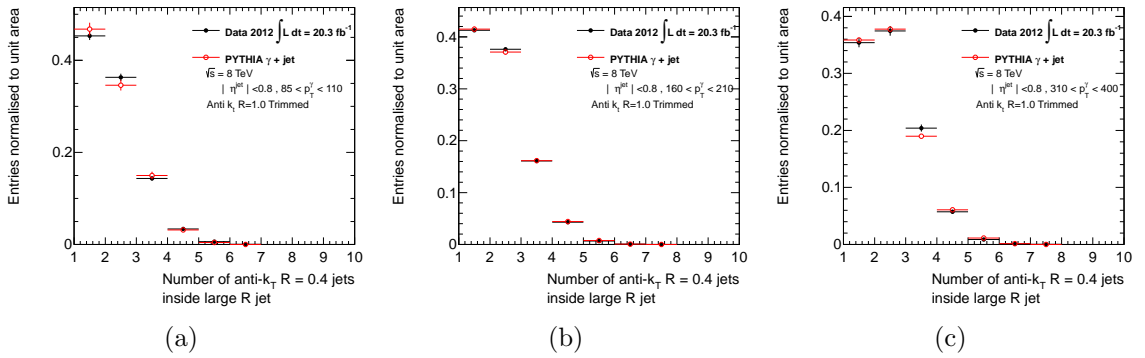 Entries normalised to unit area
0.4
0.2
0
Data 2012 ∫L dt = 20.3 fb⁻¹
PYTHIA γ + jet
√s = 8 TeV
| η^jet | <0.8 , 85 < p_T^γ < 110
Anti k_t R=1.0 Trimmed
1 2 3 4 5 6 7 8 9 10
Number of anti-k_T R = 0.4 jets
inside large R jet
(a)
Entries normalised to unit area
0.4
0.3
0.2
0.1
0
Data 2012 ∫L dt = 20.3 fb⁻¹
PYTHIA γ + jet
√s = 8 TeV
| η^jet | <0.8 , 160 < p_T^γ < 210
Anti k_t R=1.0 Trimmed
1 2 3 4 5 6 7 8 9 10
Number of anti-k_T R = 0.4 jets
inside large R jet
(b)
Entries normalised to unit area
0.4
0.3
0.2
0.1
0
Data 2012 ∫L dt = 20.3 fb⁻¹
PYTHIA γ + jet
√s = 8 TeV
| η^jet | <0.8 , 310 < p_T^γ < 400
Anti k_t R=1.0 Trimmed
1 2 3 4 5 6 7 8 9 10
Number of anti-k_T R = 0.4 jets
inside large R jet
(c)